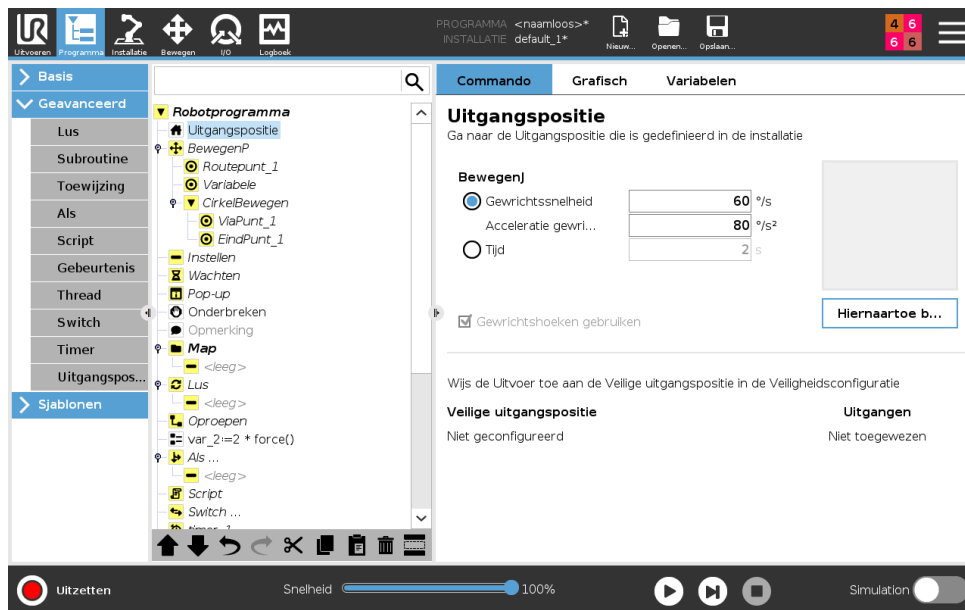 PROGRAMMA <naamloos>*
INSTALLATIE default_1*
4 6
6 6
Uitvoeren Programma Installatie Bewegen I/O Logboek Nieuw... Openen... Opslaan...
Basis
Geavanceerd
Lus
Subroutine
Toewijzing
Als
Script
Gebeurtenis
Thread
Switch
Timer
Uitgangspos...
Sjablonen
Robotprogramma
Uitgangspositie
BewegenP
Routepunt_1
Variabele
CirkelBewegen
ViaPunt_1
EindPunt_1
Instellen
Wachten
Pop-up
Onderbreken
Opmerking
Map
<leeg>
Lus
<leeg>
Oproepen
var_2:=2 * force()
Als ...
<leeg>
Script
Switch ...
timer_1
Commando Grafisch Variabelen
Uitgangspositie
Ga naar de Uitgangspositie die is gedefinieerd in de installatie
BewegenJ
Gewrichtssnelheid 60 °/s
Acceleratie gewri... 80 °/s²
Tijd 2 s
Hiernaartoe b...
Gewrichtshoeken gebruiken
Wijs de Uitvoer toe aan de Veilige uitgangspositie in de Veiligheidsconfiguratie
Veilige uitgangspositie Uitgangen
Niet geconfigureerd Niet toegewezen
Uitzetten Snelheid 100% Simulation